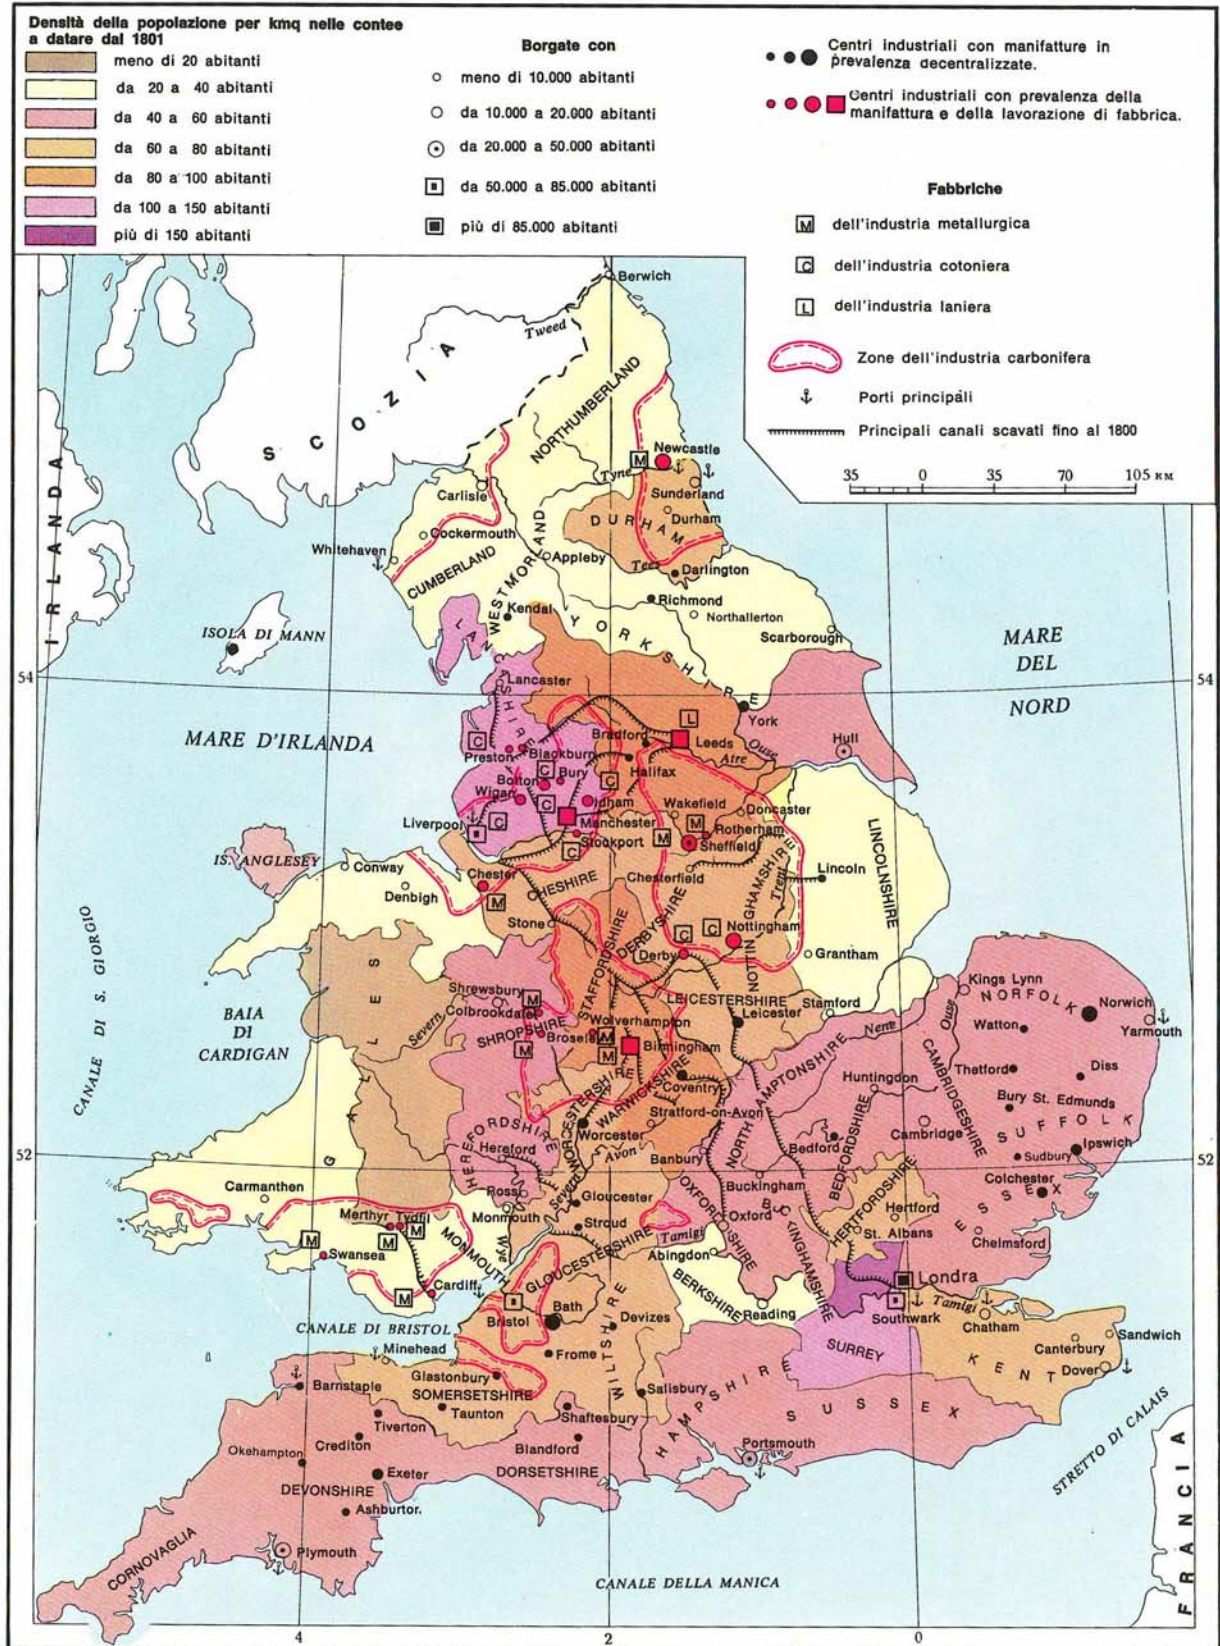 Densità della popolazione per kmq nelle contee
a datare dal 1801
meno di 20 abitanti
da 20 a 40 abitanti
da 40 a 60 abitanti
da 60 a 80 abitanti
da 80 a 100 abitanti
da 100 a 150 abitanti
più di 150 abitanti
Borgate con
meno di 10.000 abitanti
da 10.000 a 20.000 abitanti
da 20.000 a 50.000 abitanti
da 50.000 a 85.000 abitanti
più di 85.000 abitanti
Centri industriali con manifatture in
prevalenza decentralizzate.
Centri industriali con prevalenza della
manifattura e della lavorazione di fabbrica.
Fabbriche
M dell'industria metallurgica
C dell'industria cotoniera
L dell'industria laniera
Zone dell'industria carbonifera
Porti principali
Principali canali scavati fino al 1800
35 0 35 70 105 KM
Berwich
Tweed
SCOZIA
IRLANDA
NORTHUMBERLAND
Newcastle
M
Tyne
Carlisle
Sunderland
DURHAM
Durham
Cockermouth
Whitehaven
CUMBERLAND
WESTMORLAND
Appleby
Tees
Darlington
Richmond
Kendal
Northallerton
YORKSHIRE
Scarborough
ISOLA DI MANN
MARE
DEL
NORD
LANCASHIRE
54
54
Lancaster
York
L
MARE D'IRLANDA
C
Preston
Blackburn
Bradford
Leeds
Ouse
Aire
Hull
C
Bury
Halifax
Bolton
C
Wigan
C
Oldham
Wakefield
Doncaster
Liverpool
C
Manchester
M
Rotherham
Stockport
M
Sheffield
C
LINCOLNSHIRE
IS. ANGLESEY
Conway
Chester
CHESHIRE
Chesterfield
Lincoln
Denbigh
M
DERBYSHIRE
NOTTINGHAMSHIRE
Trent
Stone
C
C
Nottingham
Derby
Grantham
STAFFORDSHIRE
CANALE DI S. GIORGIO
GALLES
Shrewsbury
M
Colbrookdale
LEICESTERSHIRE
Stamford
Kings Lynn
NORFOLK
Norwich
Yarmouth
BAIA
DI
CARDIGAN
Severn
SHROPSHIRE
Wolverhampton
Leicester
Nene
Ouse
Watton
M
Brosele
M
M
Birmingham
NORTHAMPTONSHIRE
CAMBRIDGESHIRE
Thetford
Diss
WORCESTERSHIRE
WARWICKSHIRE
Coventry
Huntingdon
Bury St. Edmunds
HEREFORDSHIRE
Stratford-on-Avon
SUFFOLK
Worcester
Bedford
BEDFORDSHIRE
Cambridge
Hereford
Avon
Banbury
Sudbury
Ipswich
52
52
Carmanthen
Ross
Severn
OXFORDSHIRE
Buckingham
BUCKINGHAMSHIRE
HERTFORDSHIRE
Colchester
ESSEX
Gloucester
Hertford
Merthyr Tydfil
Monmouth
Stroud
Oxford
St. Albans
M
M
M
MONMOUTH
Wye
GLOUCESTERSHIRE
Tamigi
Chelmsford
Swansea
Abingdon
Cardiff
BERKSHIRE
Londra
M
Bath
WILTSHIRE
Reading
Tamigi
Bristol
Devizes
Southwark
Chatham
CANALE DI BRISTOL
Sandwich
Minehead
Frome
SURREY
Canterbury
KENT
Dover
Glastonbury
Barnstaple
SOMERSETSHIRE
Salisbury
HAMPSHIRE
SUSSEX
Taunton
Shaftesbury
Tiverton
Okehampton
Crediton
Blandford
Portsmouth
STRETTO DI CALAIS
Exeter
DORSETSHIRE
DEVONSHIRE
Ashburtor.
FRANCIA
CORNOVAGLIA
Plymouth
CANALE DELLA MANICA
4 2 0